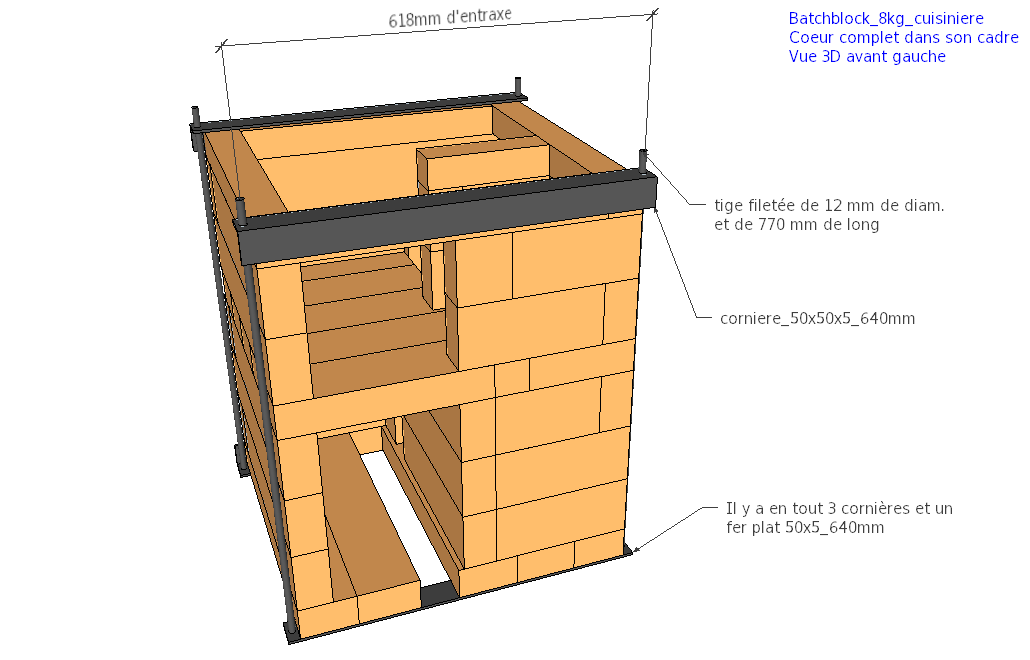 618mm d'entraxe
Batchblock_8kg_cuisiniere
Coeur complet dans son cadre
Vue 3D avant gauche
tige filetée de 12 mm de diam.
et de 770 mm de long
corniere_50x50x5_640mm
Il y a en tout 3 cornières et un
fer plat 50x5_640mm